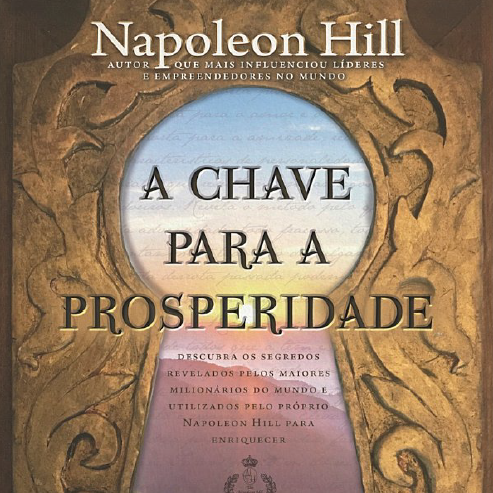 Napoleon Hill
AUTOR QUE MAIS INFLUENCIOU LÍDERES
E EMPREENDEDORES NO MUNDO
A CHAVE
PARA A
PROSPERIDADE
DESCUBRA OS SEGREDOS
REVELADOS PELOS MAIORES
MILIONÁRIOS DO MUNDO E
UTILIZADOS PELO PRÓPRIO
NAPOLEON HILL PARA
ENRIQUECER